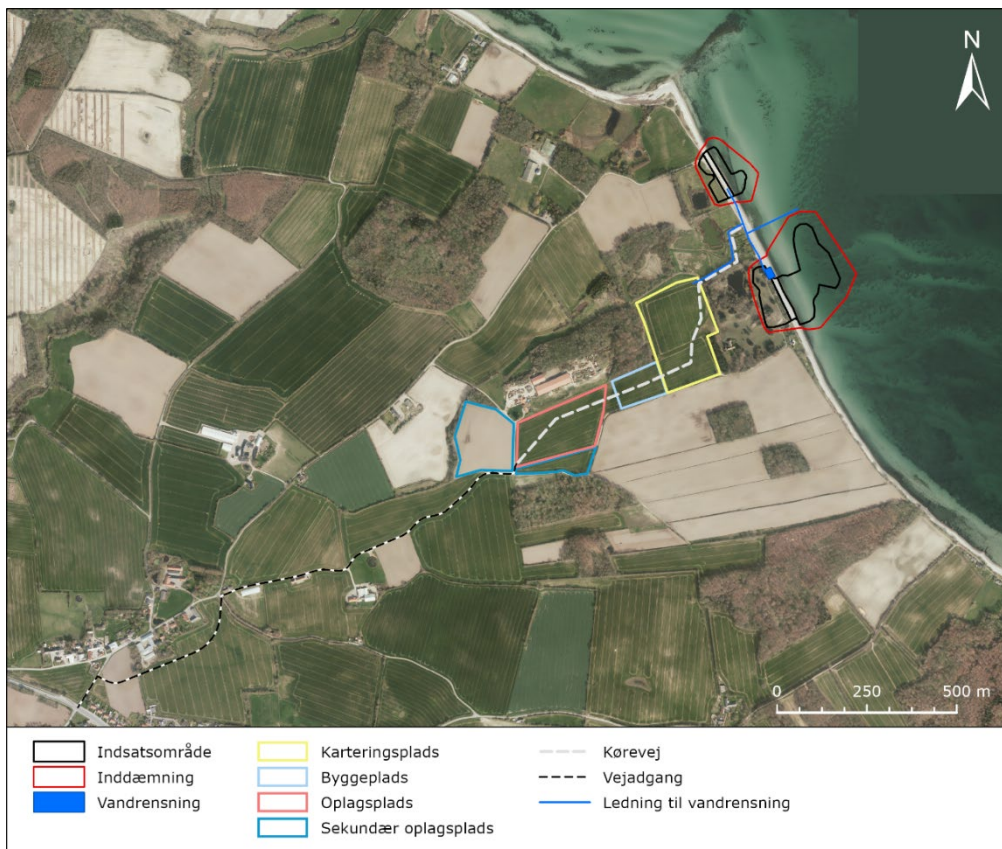 N
0 250 500 m
Indsatsområde
Inddæmning
Vandrensning
Karteringsplads
Byggeplads
Oplagsplads
Sekundær oplagsplads
Kørevej
Vejadgang
Ledning til vandrensning